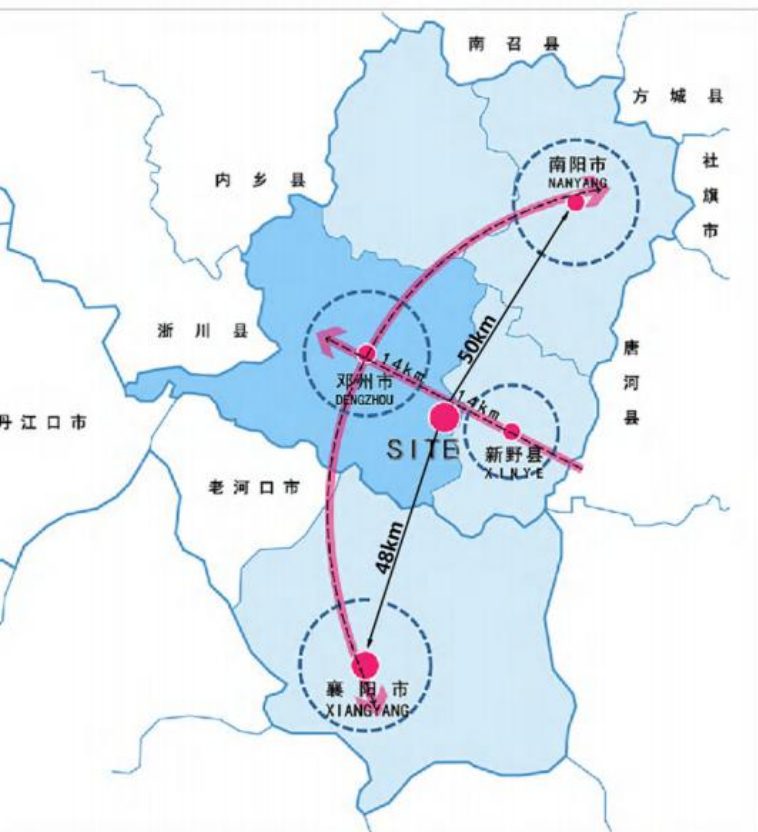 南召县
方城县
南阳市
NANYANG
社旗市
内乡县
浙川县
50km
唐河县
14km
邓州市
DENGZHOU
14km
丹江口市
SITE
新野县
XINYE
老河口市
48km
襄阳市
XIANGYANG